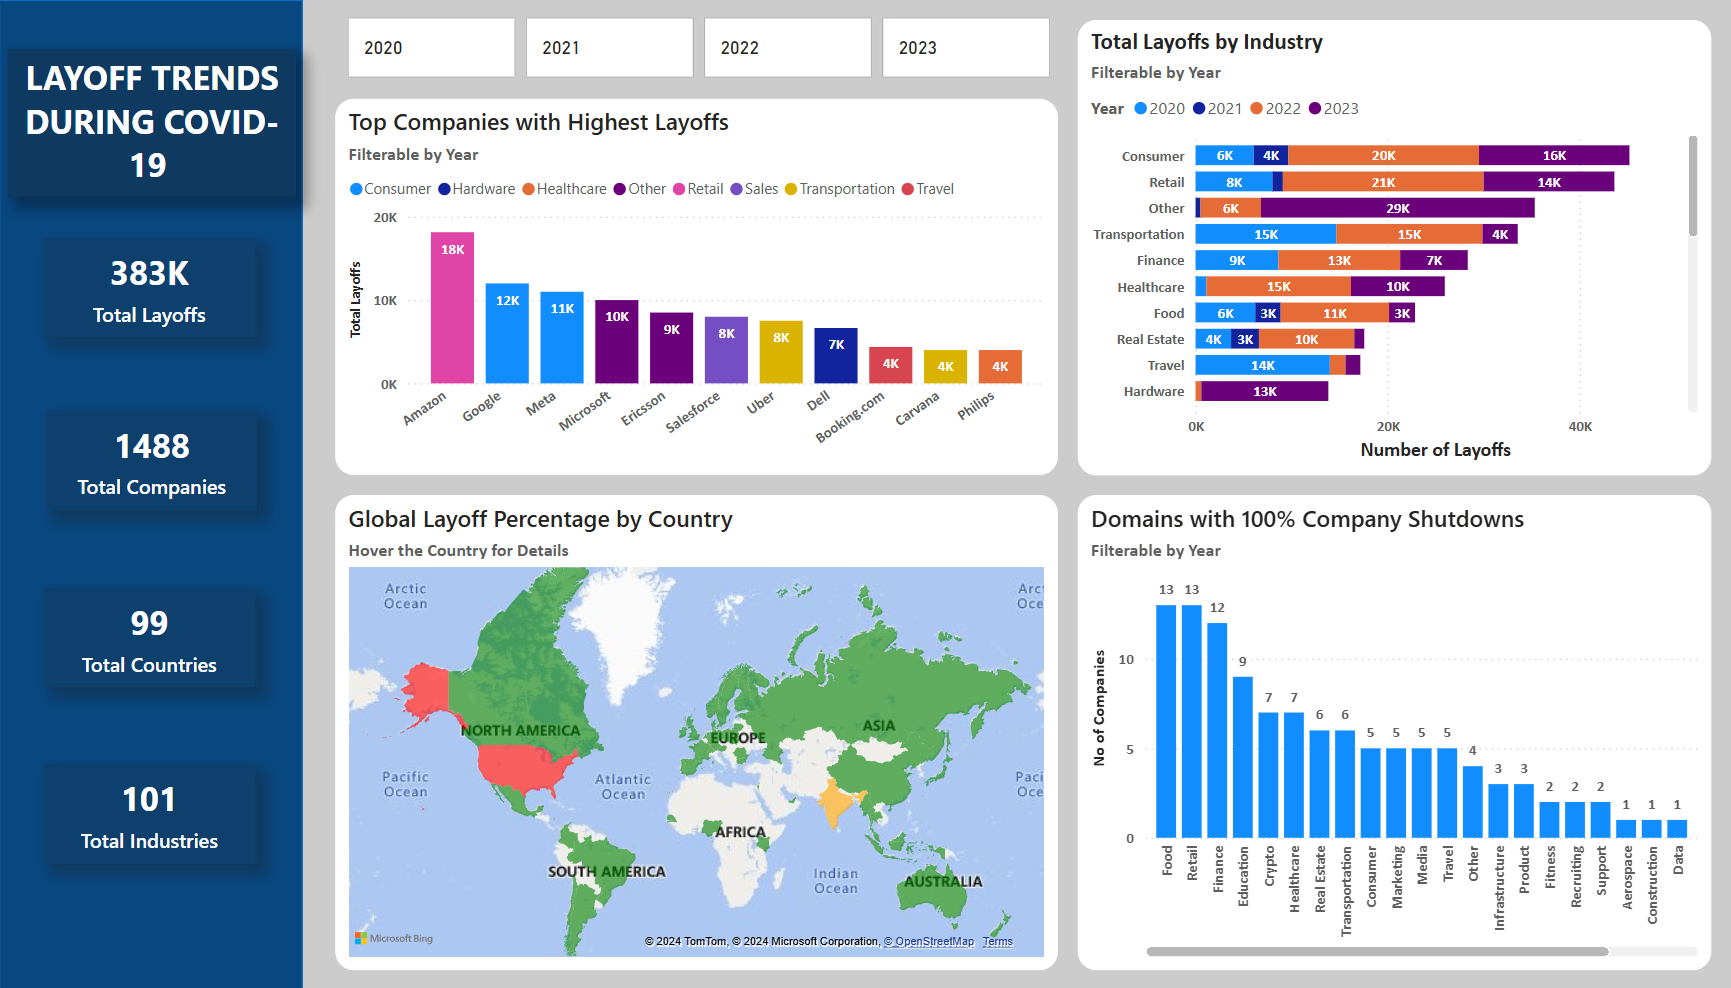 LAYOFF TRENDS
DURING COVID-
19
383K
Total Layoffs
1488
Total Companies
99
Total Countries
101
Total Industries
2020
2021
2022
2023
Top Companies with Highest Layoffs
Filterable by Year
Consumer Hardware Healthcare Other Retail Sales Transportation Travel
Total Layoffs
20K
10K
0K
18K
12K
11K
10K
9K
8K
8K
7K
4K
4K
4K
Amazon
Google
Meta
Microsoft
Ericsson
Salesforce
Uber
Dell
Booking.com
Carvana
Philips
Total Layoffs by Industry
Filterable by Year
Year 2020 2021 2022 2023
Consumer 6K 4K 20K 16K
Retail 8K 21K 14K
Other 6K 29K
Transportation 15K 15K 4K
Finance 9K 13K 7K
Healthcare 15K 10K
Food 6K 3K 11K 3K
Real Estate 4K 3K 10K
Travel 14K
Hardware 13K
0K 20K 40K
Number of Layoffs
Global Layoff Percentage by Country
Hover the Country for Details
Arctic
Ocean
Arc
Oce
NORTH AMERICA
EUROPE
ASIA
Pacific
Ocean
Atlantic
Ocean
Paci
Oce
AFRICA
SOUTH AMERICA
Indian
Ocean
AUSTRALIA
Microsoft Bing
© 2024 TomTom, © 2024 Microsoft Corporation, © OpenStreetMap Terms
Domains with 100% Company Shutdowns
Filterable by Year
No of Companies
10
5
0
13
13
12
9
7
7
6
6
5
5
5
5
4
3
3
2
2
2
1
1
1
Food
Retail
Finance
Education
Crypto
Healthcare
Real Estate
Transportation
Consumer
Marketing
Media
Travel
Other
Infrastructure
Product
Fitness
Recruiting
Support
Aerospace
Construction
Data